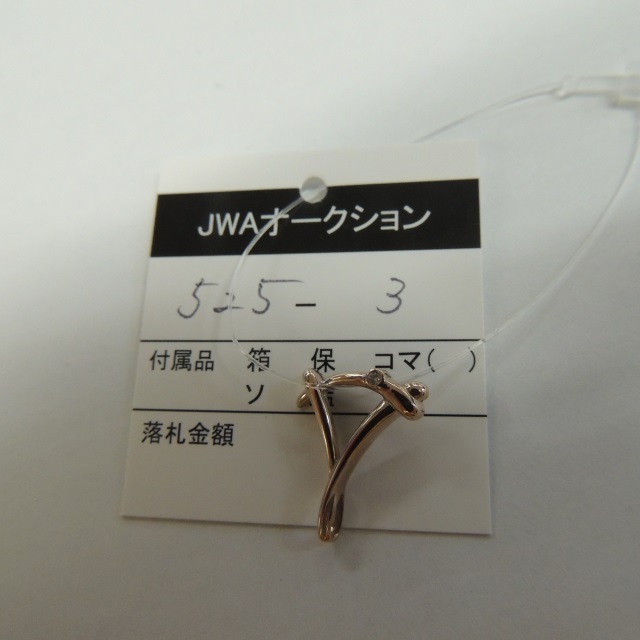 JWAオークション
525-3
付属品 箱 保 コマ( )
ソ
落札金額